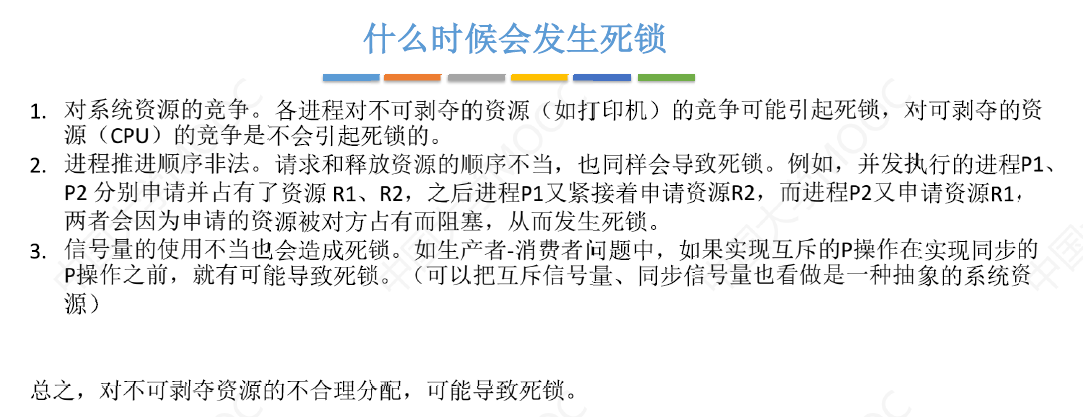 什么时候会发生死锁
1. 对系统资源的竞争。各进程对不可剥夺的资源（如打印机）的竞争可能引起死锁，对可剥夺的资
源（CPU）的竞争是不会引起死锁的。
2. 进程推进顺序非法。请求和释放资源的顺序不当，也同样会导致死锁。例如，并发执行的进程P1、
P2 分别申请并占有了资源 R1、R2，之后进程P1又紧接着申请资源R2，而进程P2又申请资源R1，
两者会因为申请的资源被对方占有而阻塞，从而发生死锁。
3. 信号量的使用不当也会造成死锁。如生产者-消费者问题中，如果实现互斥的P操作在实现同步的
P操作之前，就有可能导致死锁。（可以把互斥信号量、同步信号量也看做是一种抽象的系统资
源）
总之，对不可剥夺资源的不合理分配，可能导致死锁。